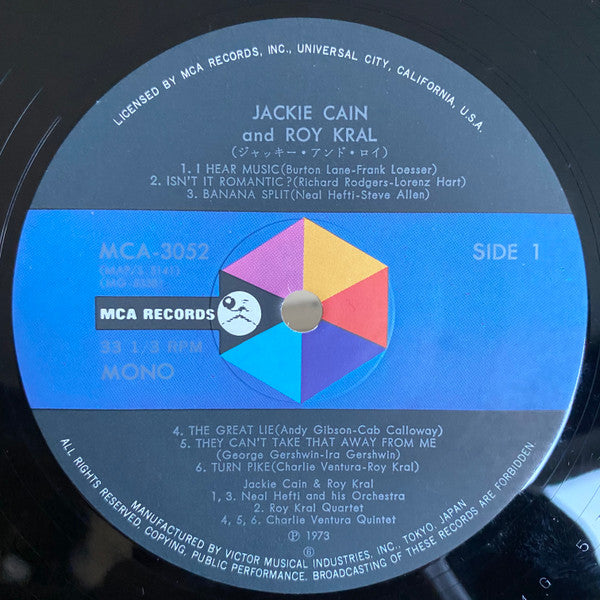 LICENSED BY MCA RECORDS, INC., UNIVERSAL CITY, CALIFORNIA, U.S.A.
JACKIE CAIN
and ROY KRAL
(ジャッキー・アンド・ロイ)
1. I HEAR MUSIC(Burton Lane-Frank Loesser)
2. ISN'T IT ROMANTIC?(Richard Rodgers-Lorenz Hart)
3. BANANA SPLIT(Neal Hefti-Steve Allen)
MCA-3052
SIDE 1
MCA RECORDS
33 1/3 RPM
MONO
4. THE GREAT LIE(Andy Gibson-Cab Calloway)
5. THEY CAN'T TAKE THAT AWAY FROM ME
(George Gershwin-Ira Gershwin)
6. TURN PIKE(Charlie Ventura-Roy Kral)
Jackie Cain & Roy Kral
1, 3. Neal Hefti and his Orchestra
2. Roy Kral Quartet
4, 5, 6. Charlie Ventura Quintet
Ⓟ 1973
⑥
MANUFACTURED BY VICTOR MUSICAL INDUSTRIES, INC., TOKYO, JAPAN
ALL RIGHTS RESERVED, COPYING, PUBLIC PERFORMANCE, BROADCASTING OF THESE RECORDS ARE FORBIDDEN.